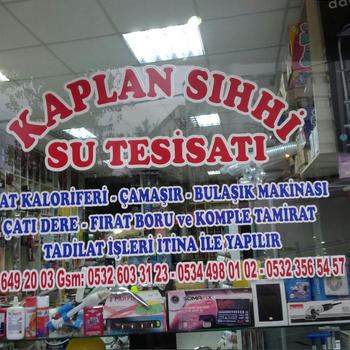 KAPLAN SIHHİ
SU TESİSATI
AT KALORİFERİ - ÇAMAŞIR - BULAŞIK MAKİNASI
ÇATI DERE - FIRAT BORU ve KOMPLE TAMİRAT
TADİLAT İŞLERİ İTİNA İLE YAPILIR
649 20 03 Gsm: 0532 603 31 23 - 0534 498 01 02 - 0532 356 54 57
SOMAFIX